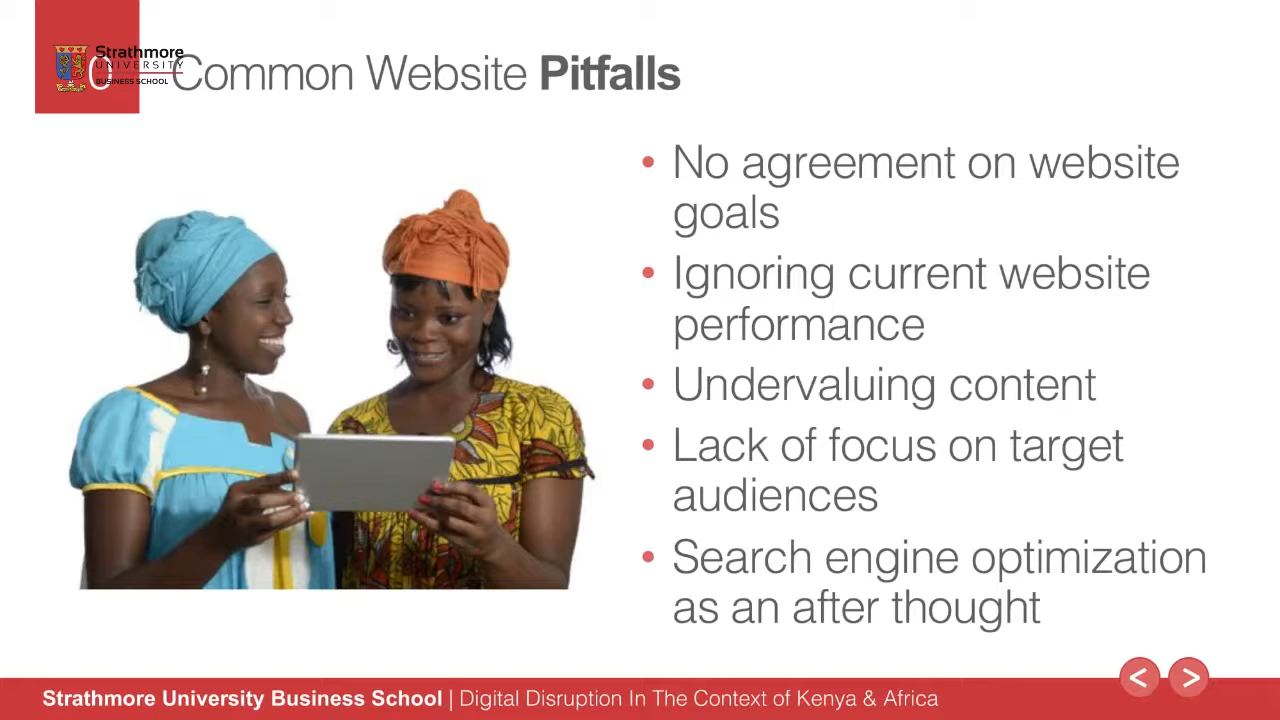 Strathmore
UNIVERSITY
BUSINESS SCHOOL
Common Website Pitfalls
• No agreement on website
goals
• Ignoring current website
performance
• Undervaluing content
• Lack of focus on target
audiences
• Search engine optimization
as an after thought
< >
Strathmore University Business School | Digital Disruption In The Context of Kenya & Africa